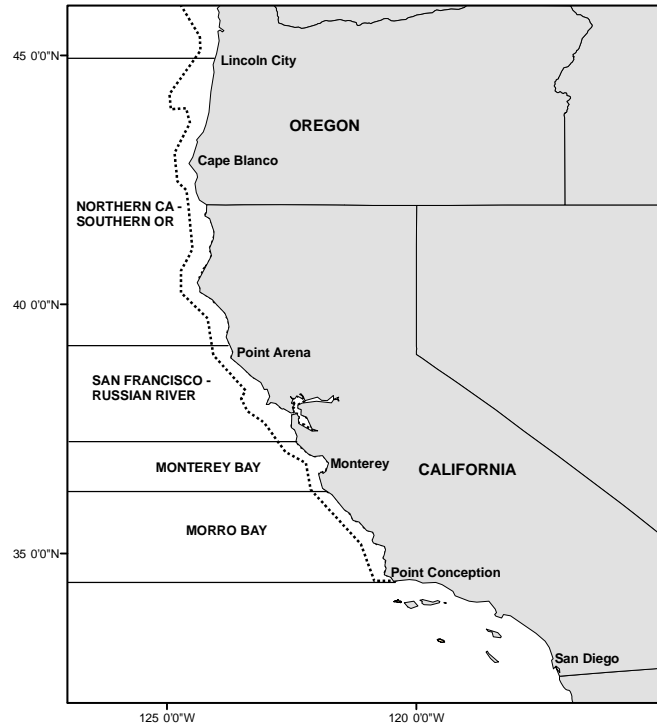 45 0'0"N
Lincoln City
OREGON
Cape Blanco
NORTHERN CA -
SOUTHERN OR
40 0'0"N
Point Arena
SAN FRANCISCO -
RUSSIAN RIVER
MONTEREY BAY
Monterey
CALIFORNIA
MORRO BAY
35 0'0"N
Point Conception
San Diego
125 0'0"W
120 0'0"W